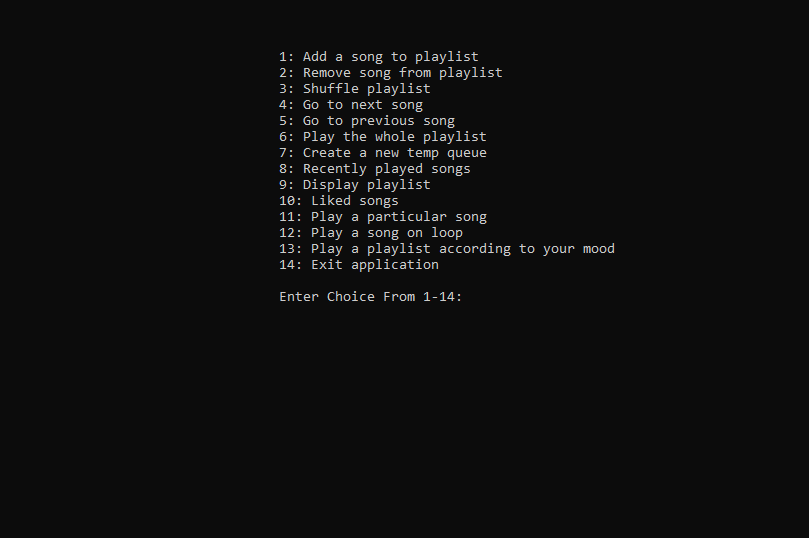 1: Add a song to playlist
2: Remove song from playlist
3: Shuffle playlist
4: Go to next song
5: Go to previous song
6: Play the whole playlist
7: Create a new temp queue
8: Recently played songs
9: Display playlist
10: Liked songs
11: Play a particular song
12: Play a song on loop
13: Play a playlist according to your mood
14: Exit application
Enter Choice From 1-14: